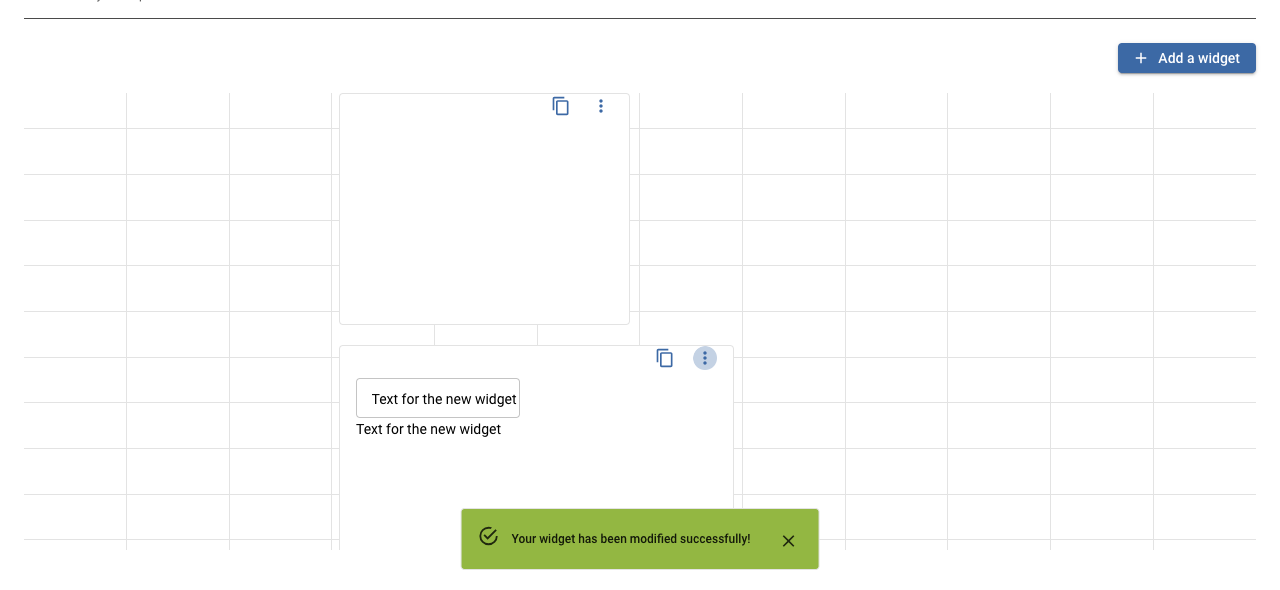 Add a widget
Text for the new widget
Text for the new widget
Your widget has been modified successfully!